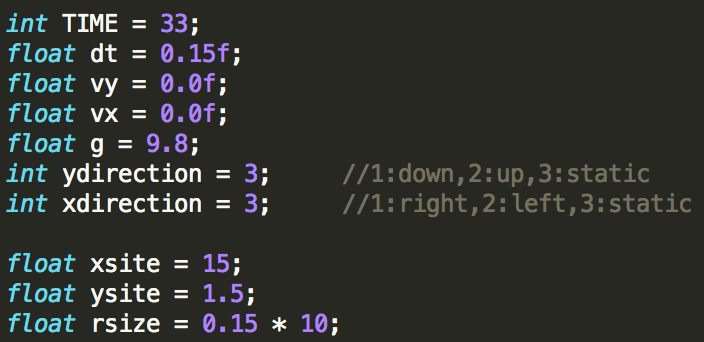 int TIME = 33;
float dt = 0.15f;
float vy = 0.0f;
float vx = 0.0f;
float g = 9.8;
int ydirection = 3;     //1:down,2:up,3:static
int xdirection = 3;     //1:right,2:left,3:static

float xsite = 15;
float ysite = 1.5;
float rsize = 0.15 * 10;